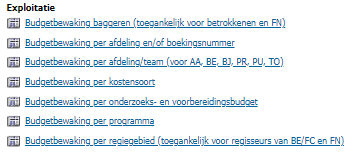 Exploitatie
Budgetbewaking baggeren (toegankelijk voor betrokkenen en FN)
Budgetbewaking per afdeling en/of boekingsnummer
Budgetbewaking per afdeling/team (voor AA, BE, BJ, PR, PU, TO)
Budgetbewaking per kostensoort
Budgetbewaking per onderzoeks- en voorbereidingsbudget
Budgetbewaking per programma
Budgetbewaking per regiegebied (toegankelijk voor regisseurs van BE/FC en FN)